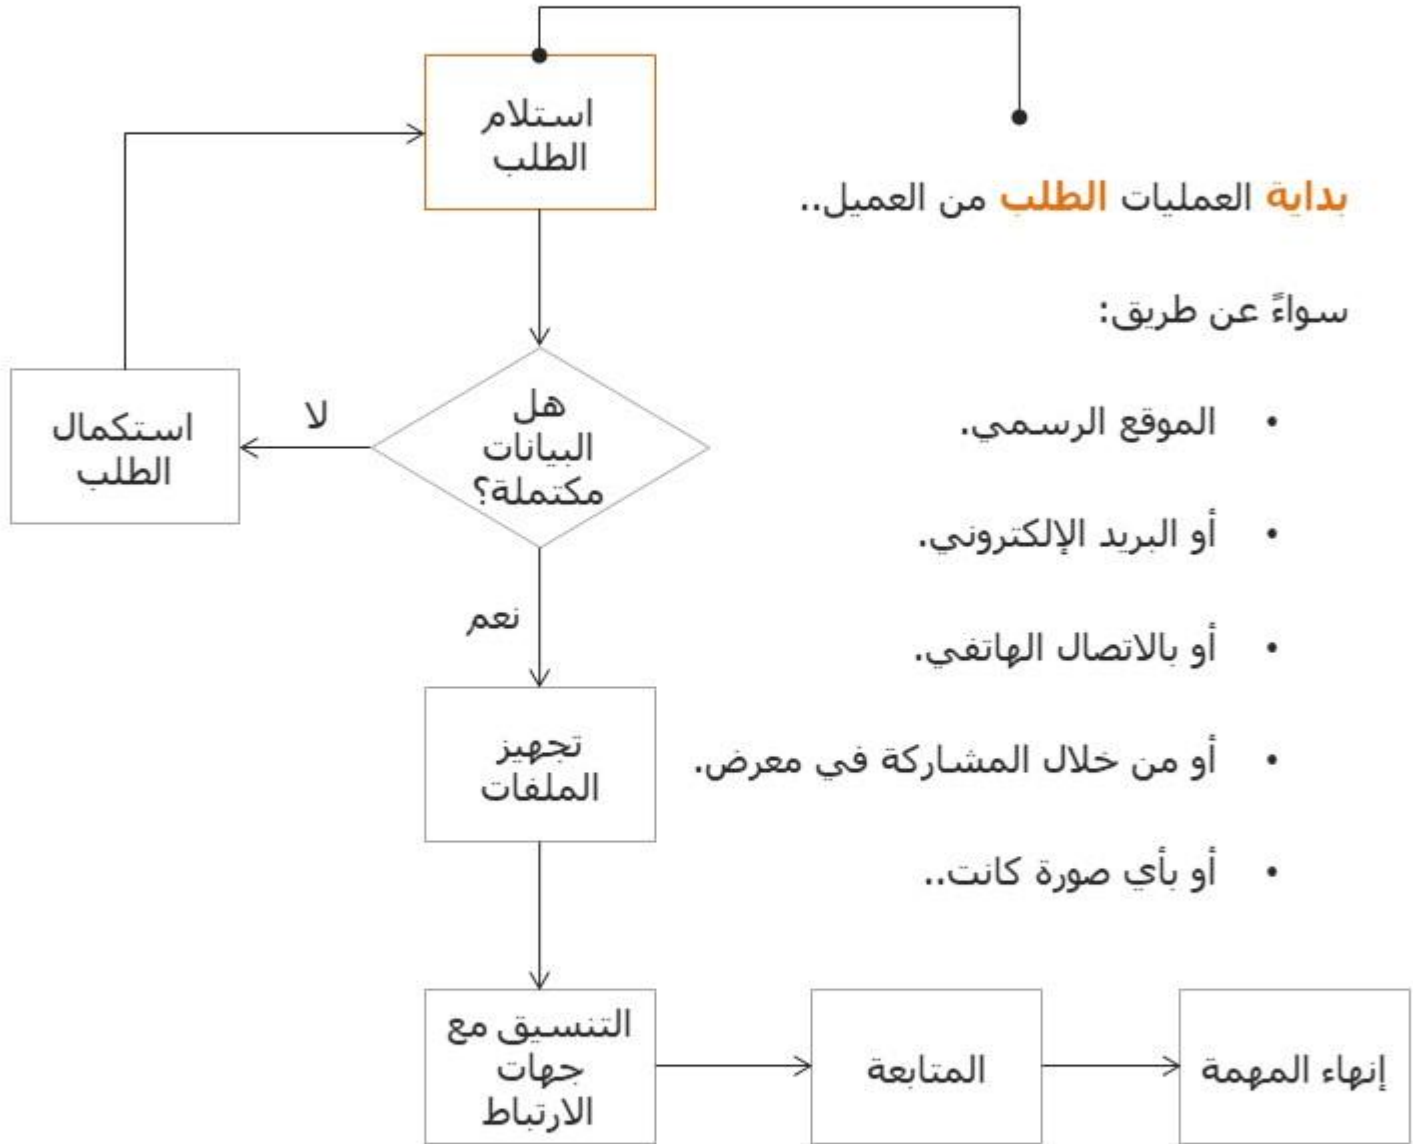 استلام
الطلب
بداية العمليات الطلب من العميل..
سواءً عن طريق:
• الموقع الرسمي.
• أو البريد الإلكتروني.
• أو بالاتصال الهاتفي.
• أو من خلال المشاركة في معرض.
• أو بأي صورة كانت..
هل
البيانات
مكتملة؟
لا
استكمال
الطلب
نعم
تجهيز
الملفات
التنسيق مع
جهات
الارتباط
المتابعة
إنهاء المهمة